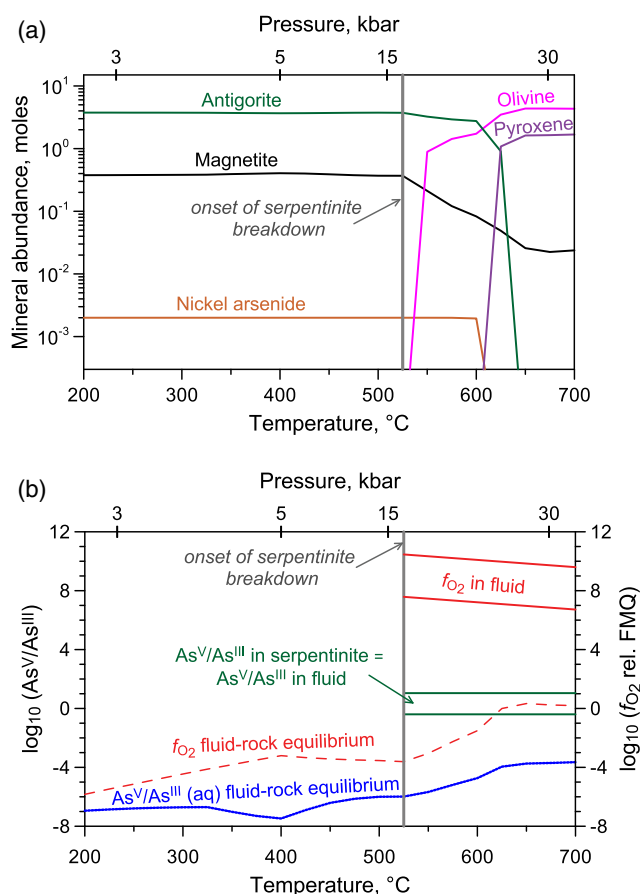 (a)
Pressure, kbar
3 5 15 30
Mineral abundance, moles
10¹
10⁰
10⁻¹
10⁻²
10⁻³
Antigorite
Olivine
Pyroxene
Magnetite
onset of serpentinite
breakdown
Nickel arsenide
200 300 400 500 600 700
Temperature, °C
(b)
Pressure, kbar
3 5 15 30
log₁₀ (Asⱽ/Asᴵᴵᴵ)
12 12
8 8
4 4
0 0
-4 -4
-8 -8
log₁₀ (fO₂ rel. FMQ)
onset of serpentinite
breakdown
fO₂ in fluid
Asⱽ/Asᴵᴵᴵ in serpentinite =
Asⱽ/Asᴵᴵᴵ in fluid
fO₂ fluid-rock equilibrium
Asⱽ/Asᴵᴵᴵ (aq) fluid-rock equilibrium
200 300 400 500 600 700
Temperature, °C